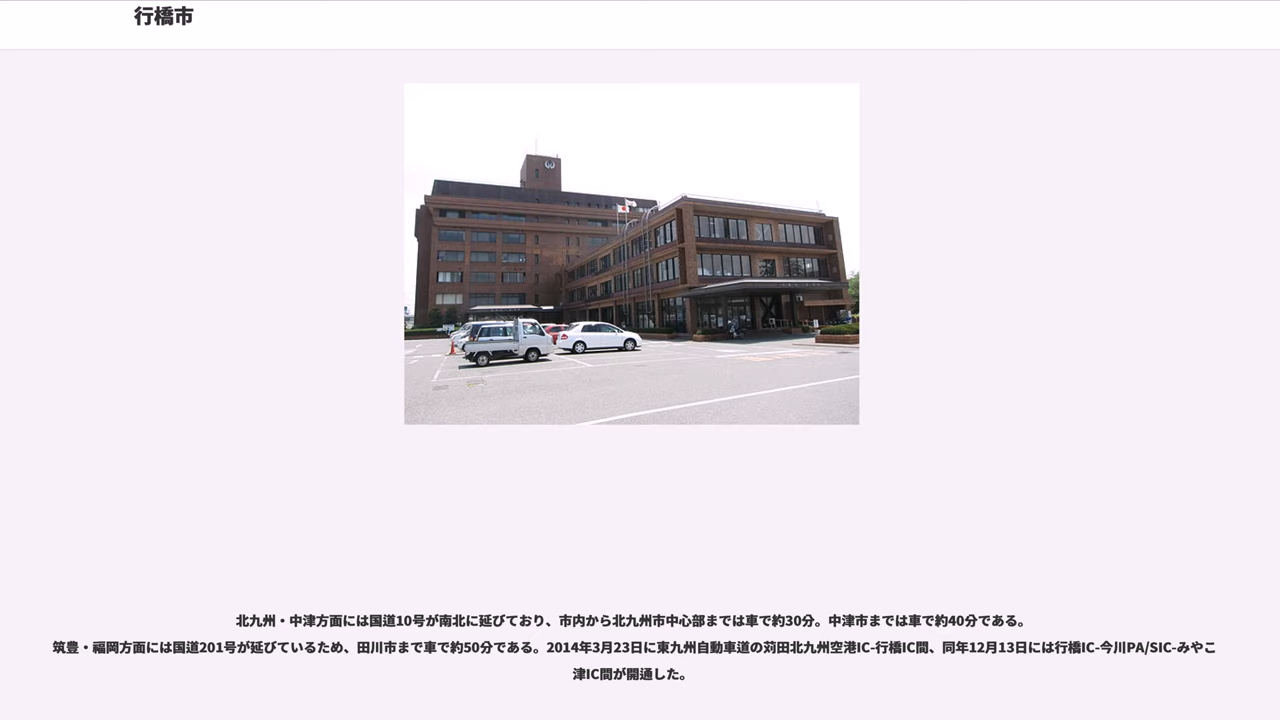 行橋市
北九州・中津方面には国道10号が南北に延びており、市内から北九州市中心部までは車で約30分。中津市までは車で約40分である。
筑豊・福岡方面には国道201号が延びているため、田川市まで車で約50分である。2014年3月23日に東九州自動車道の苅田北九州空港IC-行橋IC間、同年12月13日には行橋IC-今川PA/SIC-みやこ
津IC間が開通した。